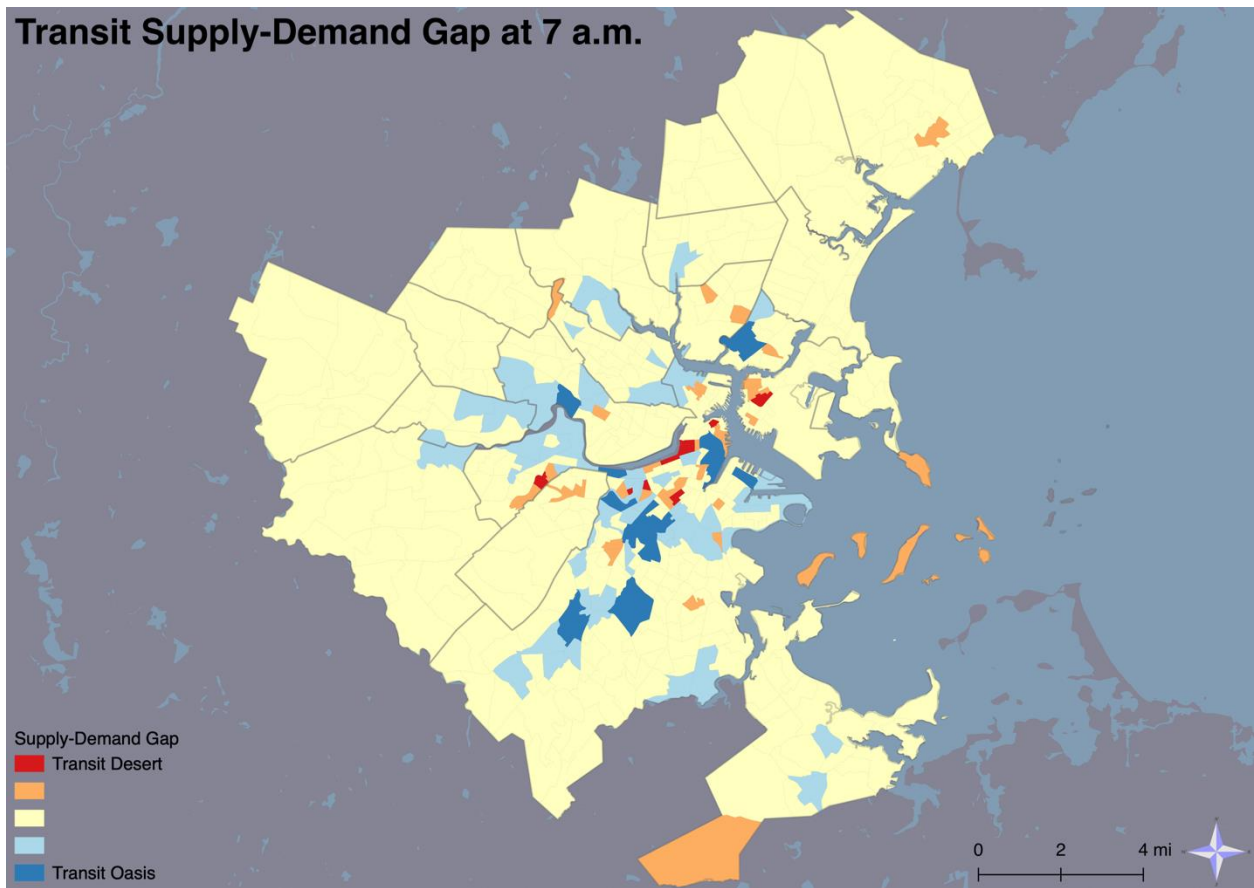 Transit Supply-Demand Gap at 7 a.m.
Supply-Demand Gap
Transit Desert
Transit Oasis
0 2 4 mi